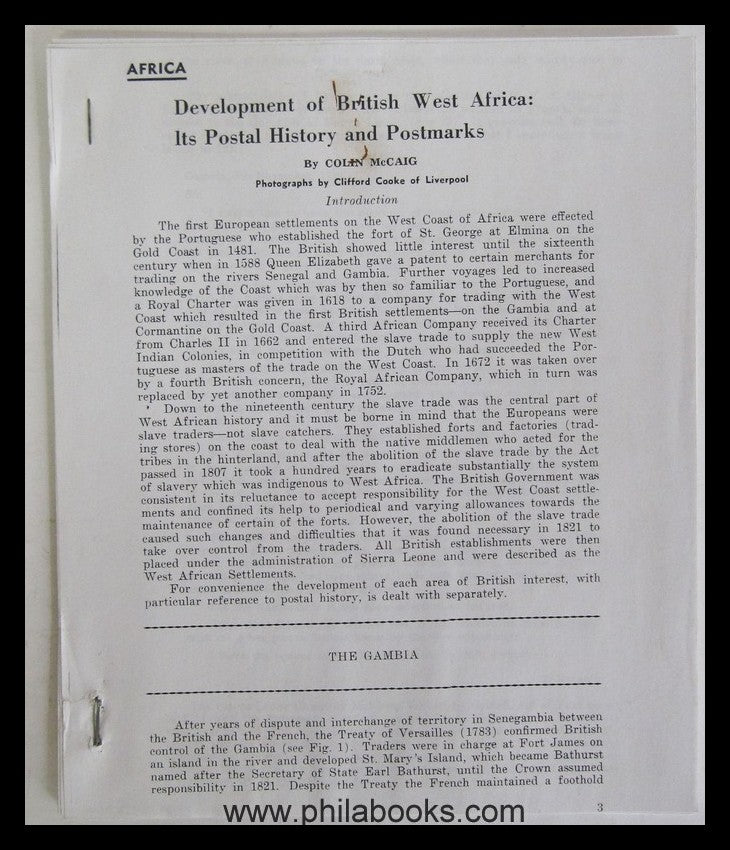 AFRICA
Development of British West Africa:
Its Postal History and Postmarks
By COLIN McCAIG
Photographs by Clifford Cooke of Liverpool
Introduction
The first European settlements on the West Coast of Africa were effected
by the Portuguese who established the fort of St. George at Elmina on the
Gold Coast in 1481. The British showed little interest until the sixteenth
century when in 1588 Queen Elizabeth gave a patent to certain merchants for
trading on the rivers Senegal and Gambia. Further voyages led to increased
knowledge of the Coast which was by then so familiar to the Portuguese, and
a Royal Charter was given in 1618 to a company for trading with the West
Coast which resulted in the first British settlements—on the Gambia and at
Cormantine on the Gold Coast. A third African Company received its Charter
from Charles II in 1662 and entered the slave trade to supply the new West
Indian Colonies, in competition with the Dutch who had succeeded the Por-
tuguese as masters of the trade on the West Coast. In 1672 it was taken over
by a fourth British concern, the Royal African Company, which in turn was
replaced by yet another company in 1752.
Down to the nineteenth century the slave trade was the central part of
West African history and it must be borne in mind that the Europeans were
slave traders—not slave catchers. They established forts and factories (trad-
ing stores) on the coast to deal with the native middlemen who acted for the
tribes in the hinterland, and after the abolition of the slave trade by the Act
passed in 1807 it took a hundred years to eradicate substantially the system
of slavery which was indigenous to West Africa. The British Government was
consistent in its reluctance to accept responsibility for the West Coast settle-
ments and confined its help to periodical and varying allowances towards the
maintenance of certain of the forts. However, the abolition of the slave trade
caused such changes and difficulties that it was found necessary in 1821 to
take over control from the traders. All British establishments were then
placed under the administration of Sierra Leone and were described as the
West African Settlements.
For convenience the development of each area of British interest, with
particular reference to postal history, is dealt with separately.
THE GAMBIA
After years of dispute and interchange of territory in Senegambia between
the British and the French, the Treaty of Versailles (1783) confirmed British
control of the Gambia (see Fig. 1). Traders were in charge at Fort James on
an island in the river and developed St. Mary's Island, which became Bathurst
named after the Secretary of State Earl Bathurst, until the Crown assumed
responsibility in 1821. Despite the Treaty the French maintained a foothold
3
www.philabooks.com